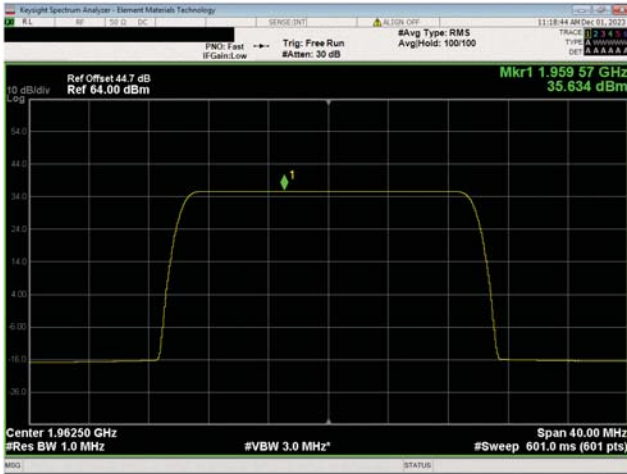 Keysight Spectrum Analyzer - Element Materials Technology
RL RF 50 Ω DC SENSE:INT ALIGN OFF 11:18:44 AM Dec 01, 2023
#Avg Type: RMS TRACE 1 2 3 4 5 6
PNO: Fast Trig: Free Run Avg|Hold: 100/100 TYPE A WWWWW
IFGain:Low #Atten: 30 dB DET A A A A A A
Mkr1 1.959 57 GHz
Ref Offset 44.7 dB
10 dB/div Ref 64.00 dBm 35.634 dBm
Log
54.0
44.0
1
34.0
24.0
14.0
4.00
-6.00
-16.0
-26.0
Center 1.96250 GHz Span 40.00 MHz
#Res BW 1.0 MHz #VBW 3.0 MHz* #Sweep 601.0 ms (601 pts)
MSG STATUS